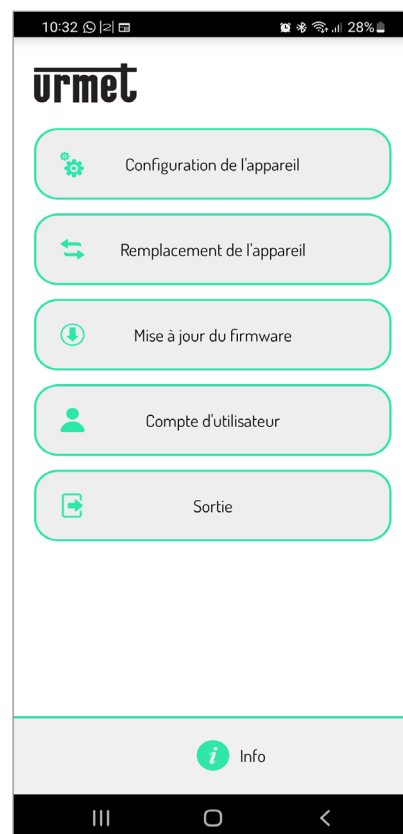 10:32 28%
urmet
Configuration de l'appareil
Remplacement de l'appareil
Mise à jour du firmware
Compte d'utilisateur
Sortie
i Info